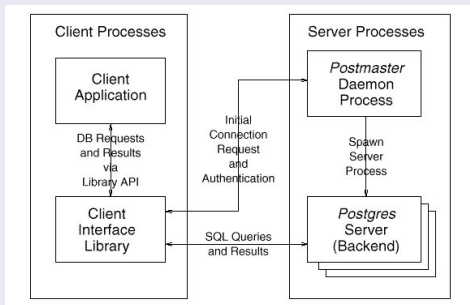 Client Processes
Client
Application
DB Requests
and Results
via
Library API
Client
Interface
Library
Initial
Connection
Request
and
Authentication
SQL Queries
and Results
Server Processes
Postmaster
Daemon
Process
Spawn
Server
Process
Postgres
Server
(Backend)